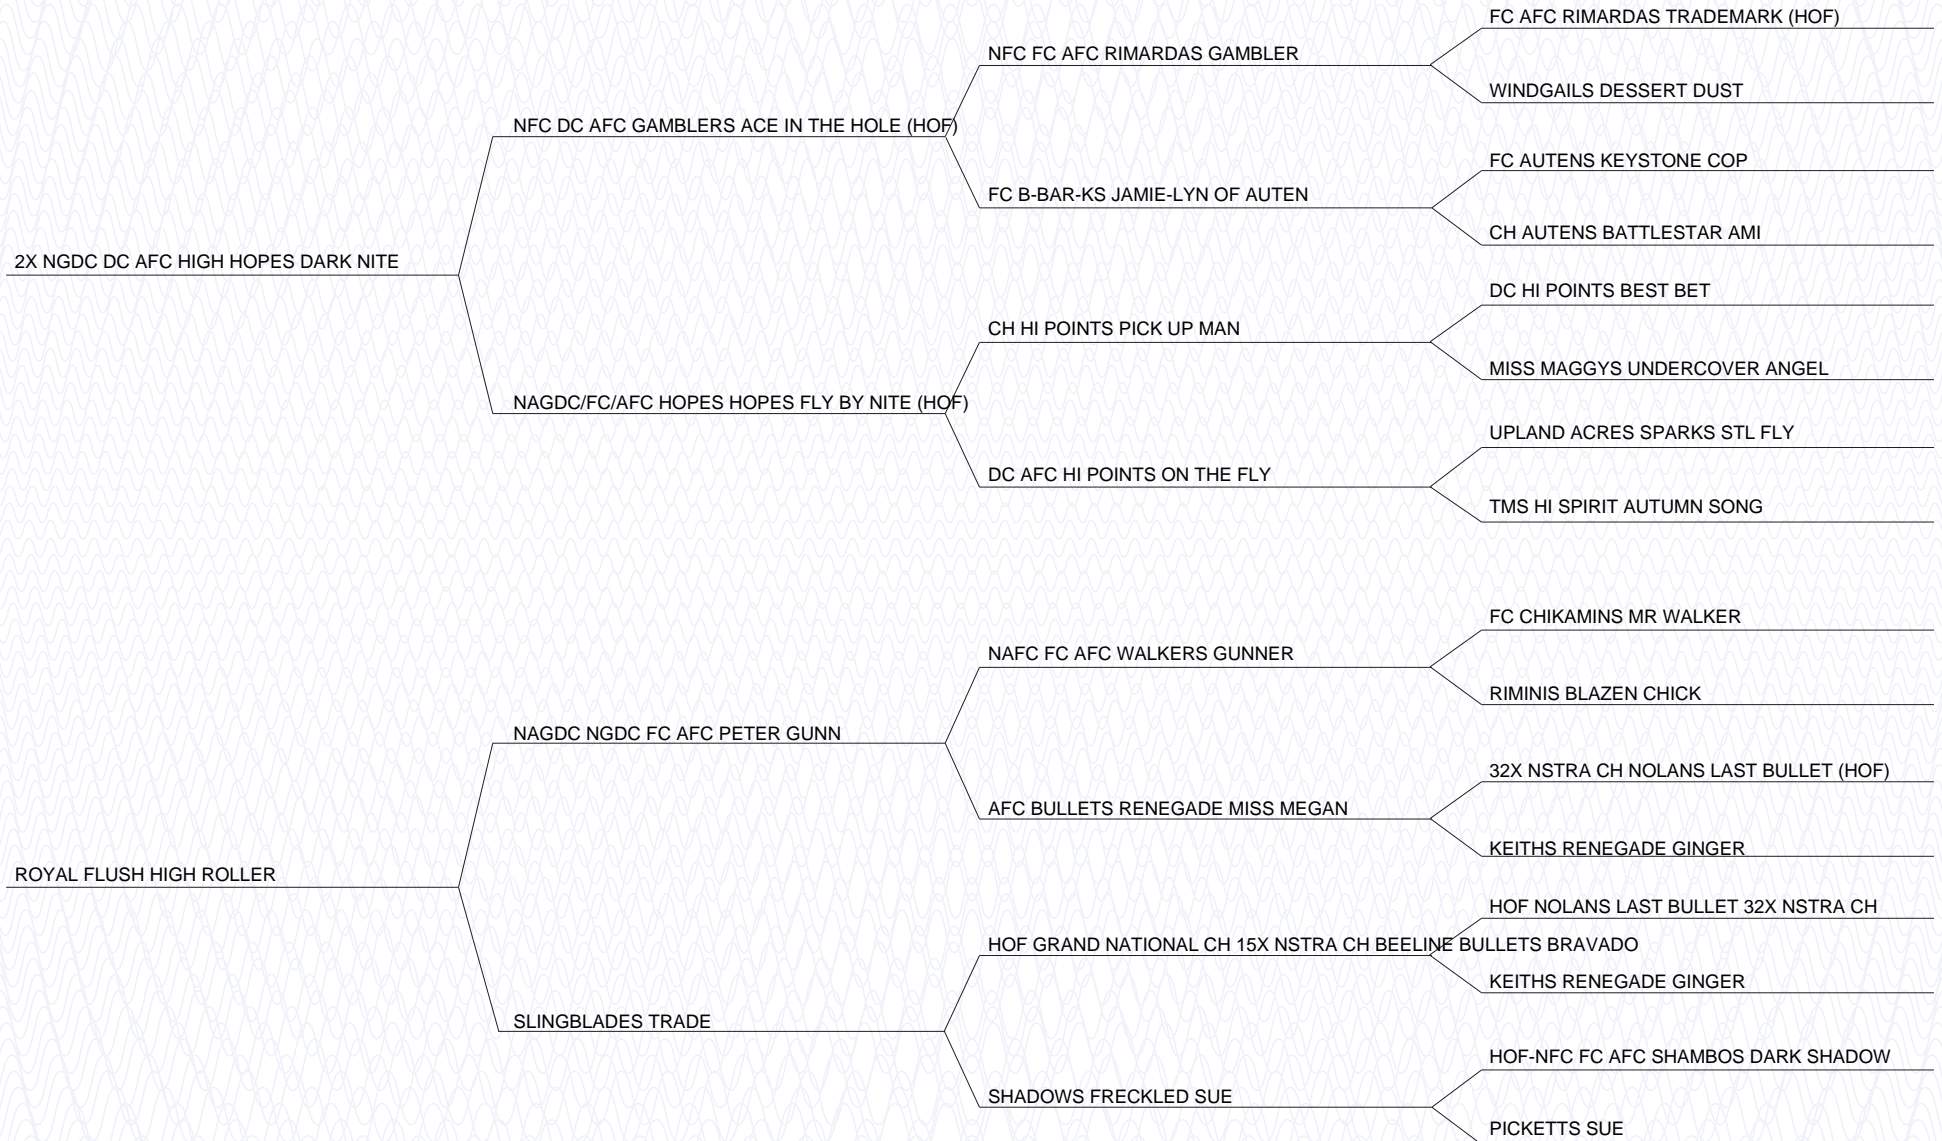 FC AFC RIMARDAS TRADEMARK (HOF)
NFC FC AFC RIMARDAS GAMBLER
WINDGAILS DESSERT DUST
NFC DC AFC GAMBLERS ACE IN THE HOLE (HOF)
FC AUTENS KEYSTONE COP
FC B-BAR-KS JAMIE-LYN OF AUTEN
CH AUTENS BATTLESTAR AMI
2X NGDC DC AFC HIGH HOPES DARK NITE
DC HI POINTS BEST BET
CH HI POINTS PICK UP MAN
MISS MAGGYS UNDERCOVER ANGEL
NAGDC/FC/AFC HOPES HOPES FLY BY NITE (HOF)
UPLAND ACRES SPARKS STL FLY
DC AFC HI POINTS ON THE FLY
TMS HI SPIRIT AUTUMN SONG
FC CHIKAMINS MR WALKER
NAFC FC AFC WALKERS GUNNER
RIMINIS BLAZEN CHICK
NAGDC NGDC FC AFC PETER GUNN
32X NSTRA CH NOLANS LAST BULLET (HOF)
AFC BULLETS RENEGADE MISS MEGAN
KEITHS RENEGADE GINGER
ROYAL FLUSH HIGH ROLLER
HOF NOLANS LAST BULLET 32X NSTRA CH
HOF GRAND NATIONAL CH 15X NSTRA CH BEELINE BULLETS BRAVADO
KEITHS RENEGADE GINGER
SLINGBLADES TRADE
HOF-NFC FC AFC SHAMBOS DARK SHADOW
SHADOWS FRECKLED SUE
PICKETTS SUE